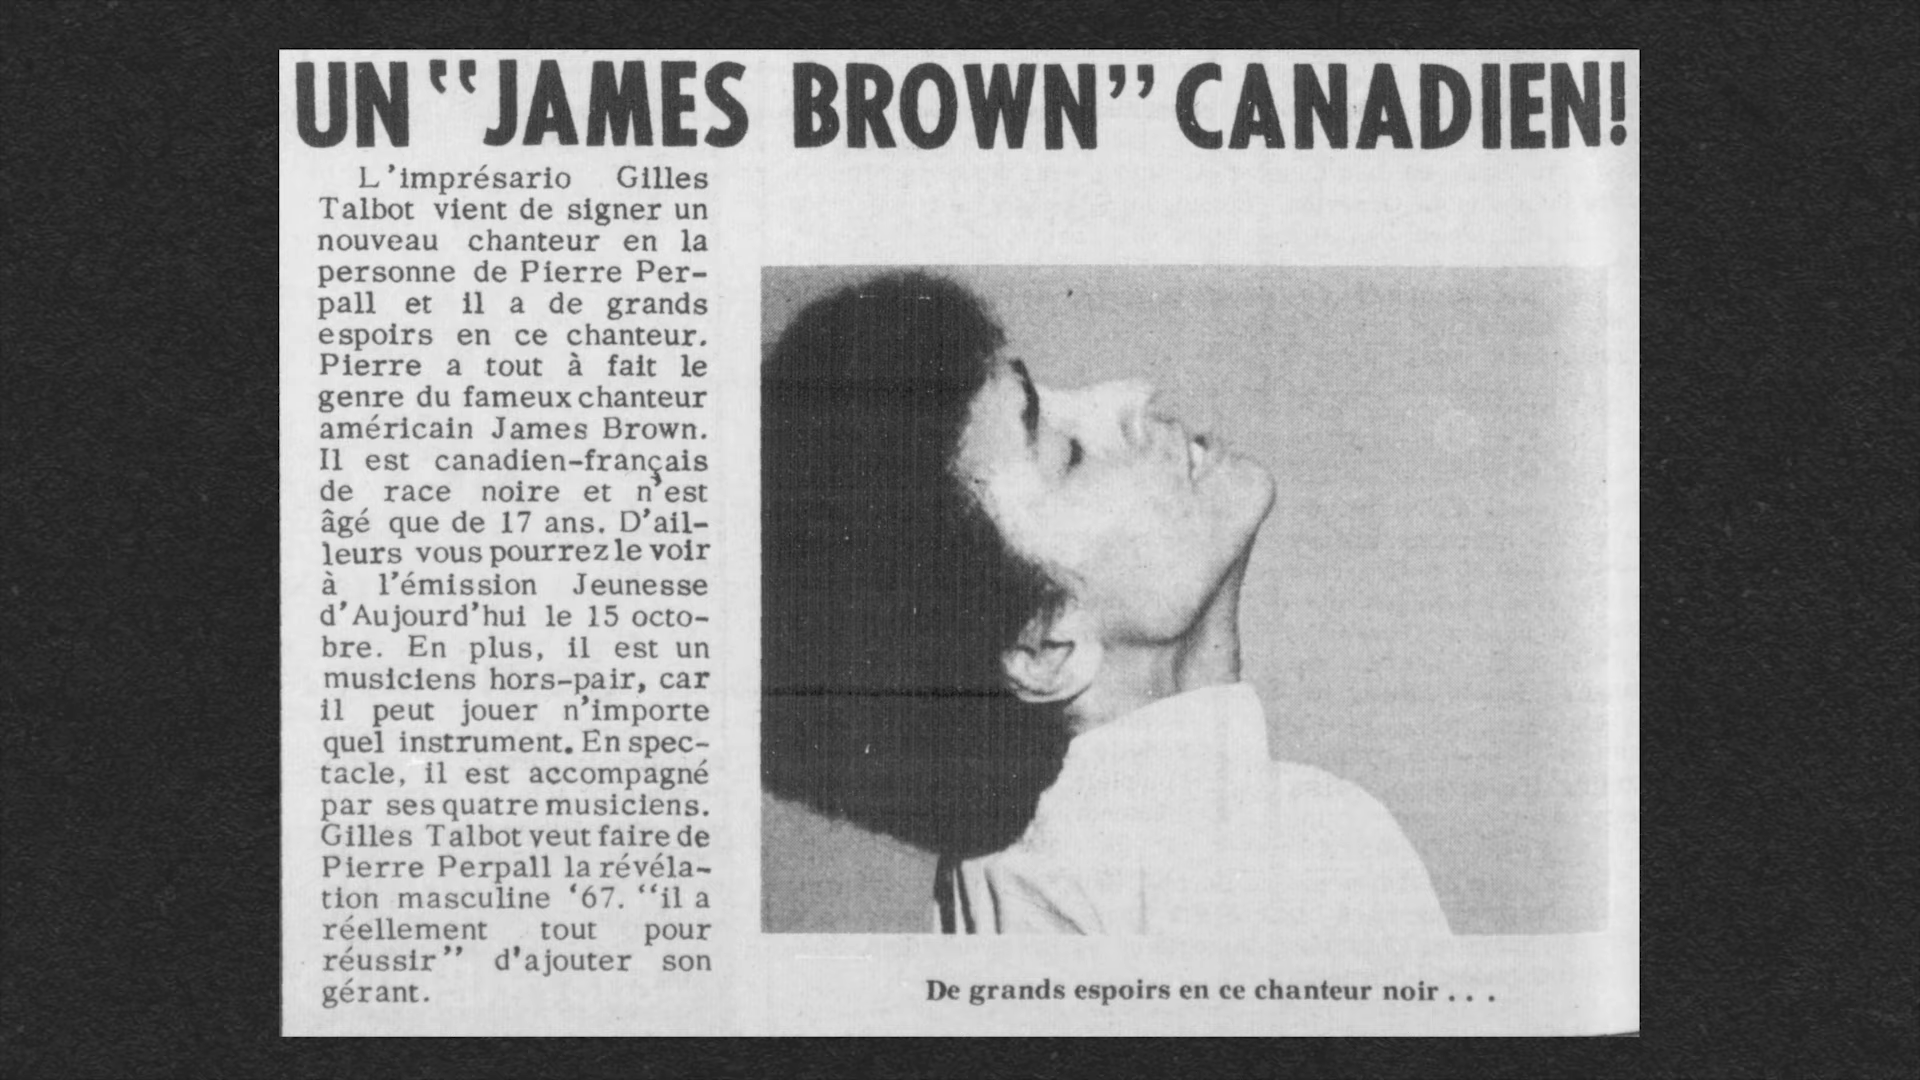 UN "JAMES BROWN" CANADIEN!
L'imprésario Gilles
Talbot vient de signer un
nouveau chanteur en la
personne de Pierre Per-
pall et il a de grands
espoirs en ce chanteur.
Pierre a tout à fait le
genre du fameux chanteur
américain James Brown.
Il est canadien-français
de race noire et n'est
âgé que de 17 ans. D'ail-
leurs vous pourrez le voir
à l'émission Jeunesse
d'Aujourd'hui le 15 octo-
bre. En plus, il est un
musiciens hors-pair, car
il peut jouer n'importe
quel instrument. En spec-
tacle, il est accompagné
par ses quatre musiciens.
Gilles Talbot veut faire de
Pierre Perpall la révéla-
tion masculine '67. "il a
réellement tout pour
réussir" d'ajouter son
gérant.
De grands espoirs en ce chanteur noir . . .